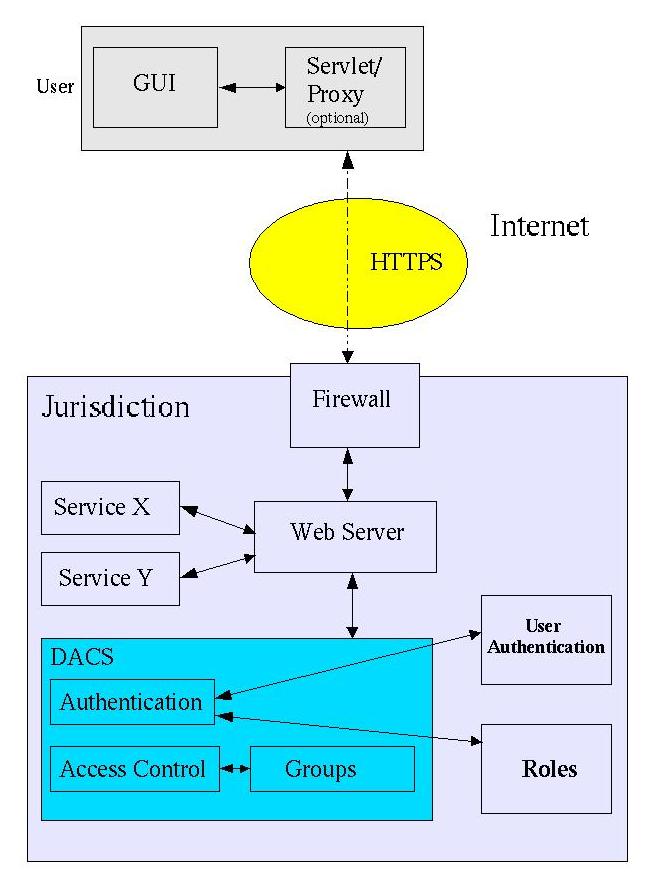 User
GUI
Servlet/
Proxy
(optional)
Internet
HTTPS
Jurisdiction
Firewall
Service X
Web Server
Service Y
DACS
User
Authentication
Authentication
Access Control
Groups
Roles